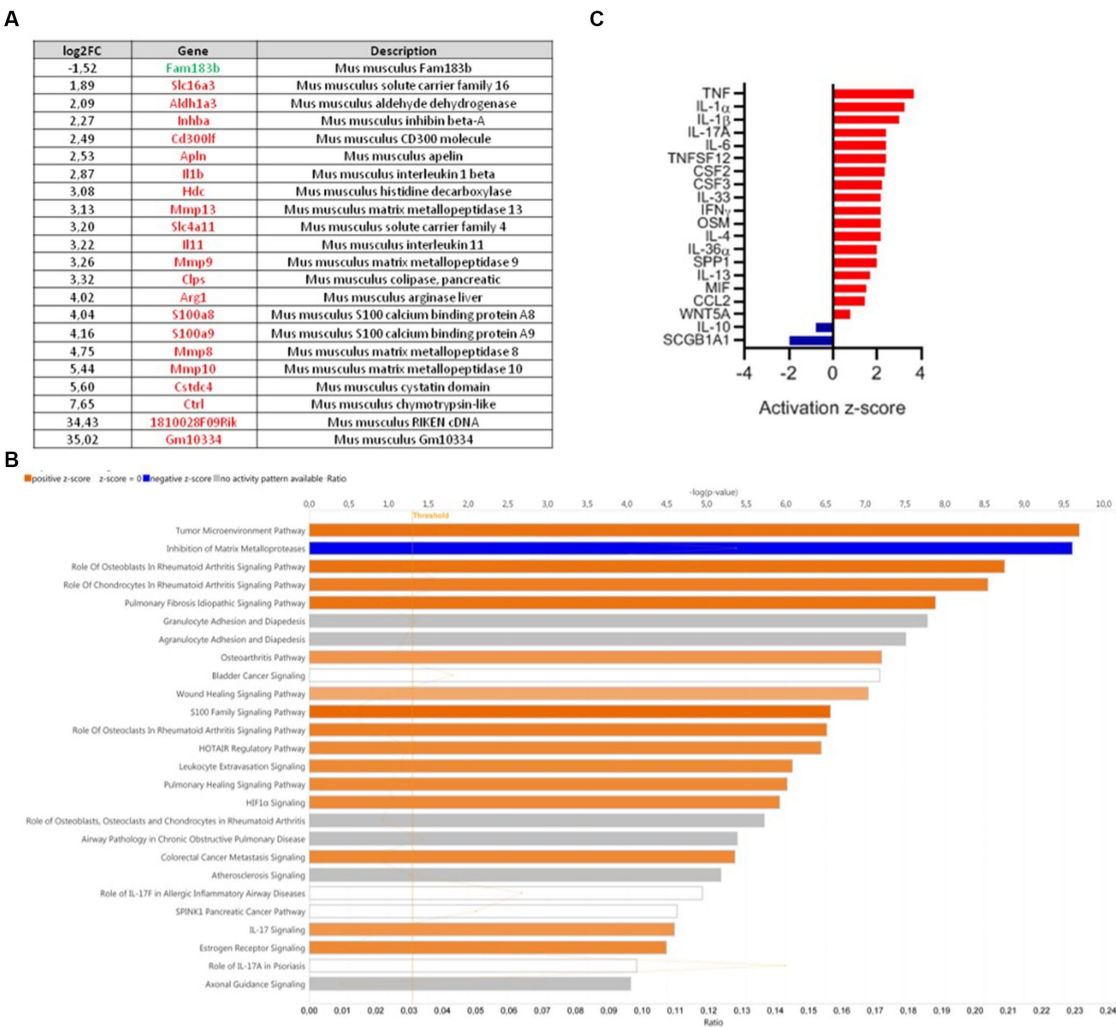 A
log2FC Gene Description
-1,52 Fam183b Mus musculus Fam183b
1,89 Slc16a3 Mus musculus solute carrier family 16
2,09 Aldh1a3 Mus musculus aldehyde dehydrogenase
2,27 Inhba Mus musculus inhibin beta-A
2,49 Cd300lf Mus musculus CD300 molecule
2,53 Apln Mus musculus apelin
2,87 Il1b Mus musculus interleukin 1 beta
3,08 Hdc Mus musculus histidine decarboxylase
3,13 Mmp13 Mus musculus matrix metallopeptidase 13
3,20 Slc4a11 Mus musculus solute carrier family 4
3,22 Il11 Mus musculus interleukin 11
3,26 Mmp9 Mus musculus matrix metallopeptidase 9
3,32 Clps Mus musculus colipase, pancreatic
4,02 Arg1 Mus musculus arginase liver
4,04 S100a8 Mus musculus S100 calcium binding protein A8
4,16 S100a9 Mus musculus S100 calcium binding protein A9
4,75 Mmp8 Mus musculus matrix metallopeptidase 8
5,44 Mmp10 Mus musculus matrix metallopeptidase 10
5,60 Cstdc4 Mus musculus cystatin domain
7,65 Ctrl Mus musculus chymotrypsin-like
34,43 1810028F09Rik Mus musculus RIKEN cDNA
35,02 Gm10334 Mus musculus Gm10334
C
TNF
IL-1α
IL-1β
IL-17A
IL-6
TNFSF12
CSF2
CSF3
IL-33
IFNγ
OSM
IL-4
IL-36α
SPP1
IL-13
MIF
CCL2
WNT5A
IL-10
SCGB1A1
-4 -2 0 2 4
Activation z-score
B
positive z-score z-score = 0 negative z-score no activity pattern available Ratio
-log(p-value)
0,0 0,5 1,0 1,5 2,0 2,5 3,0 3,5 4,0 4,5 5,0 5,5 6,0 6,5 7,0 7,5 8,0 8,5 9,0 9,5 10,0
Threshold
Tumor Microenvironment Pathway
Inhibition of Matrix Metalloproteases
Role Of Osteoblasts In Rheumatoid Arthritis Signaling Pathway
Role Of Chondrocytes In Rheumatoid Arthritis Signaling Pathway
Pulmonary Fibrosis Idiopathic Signaling Pathway
Granulocyte Adhesion and Diapedesis
Agranulocyte Adhesion and Diapedesis
Osteoarthritis Pathway
Bladder Cancer Signaling
Wound Healing Signaling Pathway
S100 Family Signaling Pathway
Role Of Osteoclasts In Rheumatoid Arthritis Signaling Pathway
HOTAIR Regulatory Pathway
Leukocyte Extravasation Signaling
Pulmonary Healing Signaling Pathway
HIF1α Signaling
Role of Osteoblasts, Osteoclasts and Chondrocytes in Rheumatoid Arthritis
Airway Pathology in Chronic Obstructive Pulmonary Disease
Colorectal Cancer Metastasis Signaling
Atherosclerosis Signaling
Role of IL-17F in Allergic Inflammatory Airway Diseases
SPINK1 Pancreatic Cancer Pathway
IL-17 Signaling
Estrogen Receptor Signaling
Role of IL-17A in Psoriasis
Axonal Guidance Signaling
0.00 0.01 0.02 0.03 0.04 0,05 0,06 0,07 0,08 0,09 0,10 0,11 0,12 0,13 0,14 0,15 0,16 0,17 0,18 0,19 0,20 0,21 0,22 0,23 0,24
Ratio